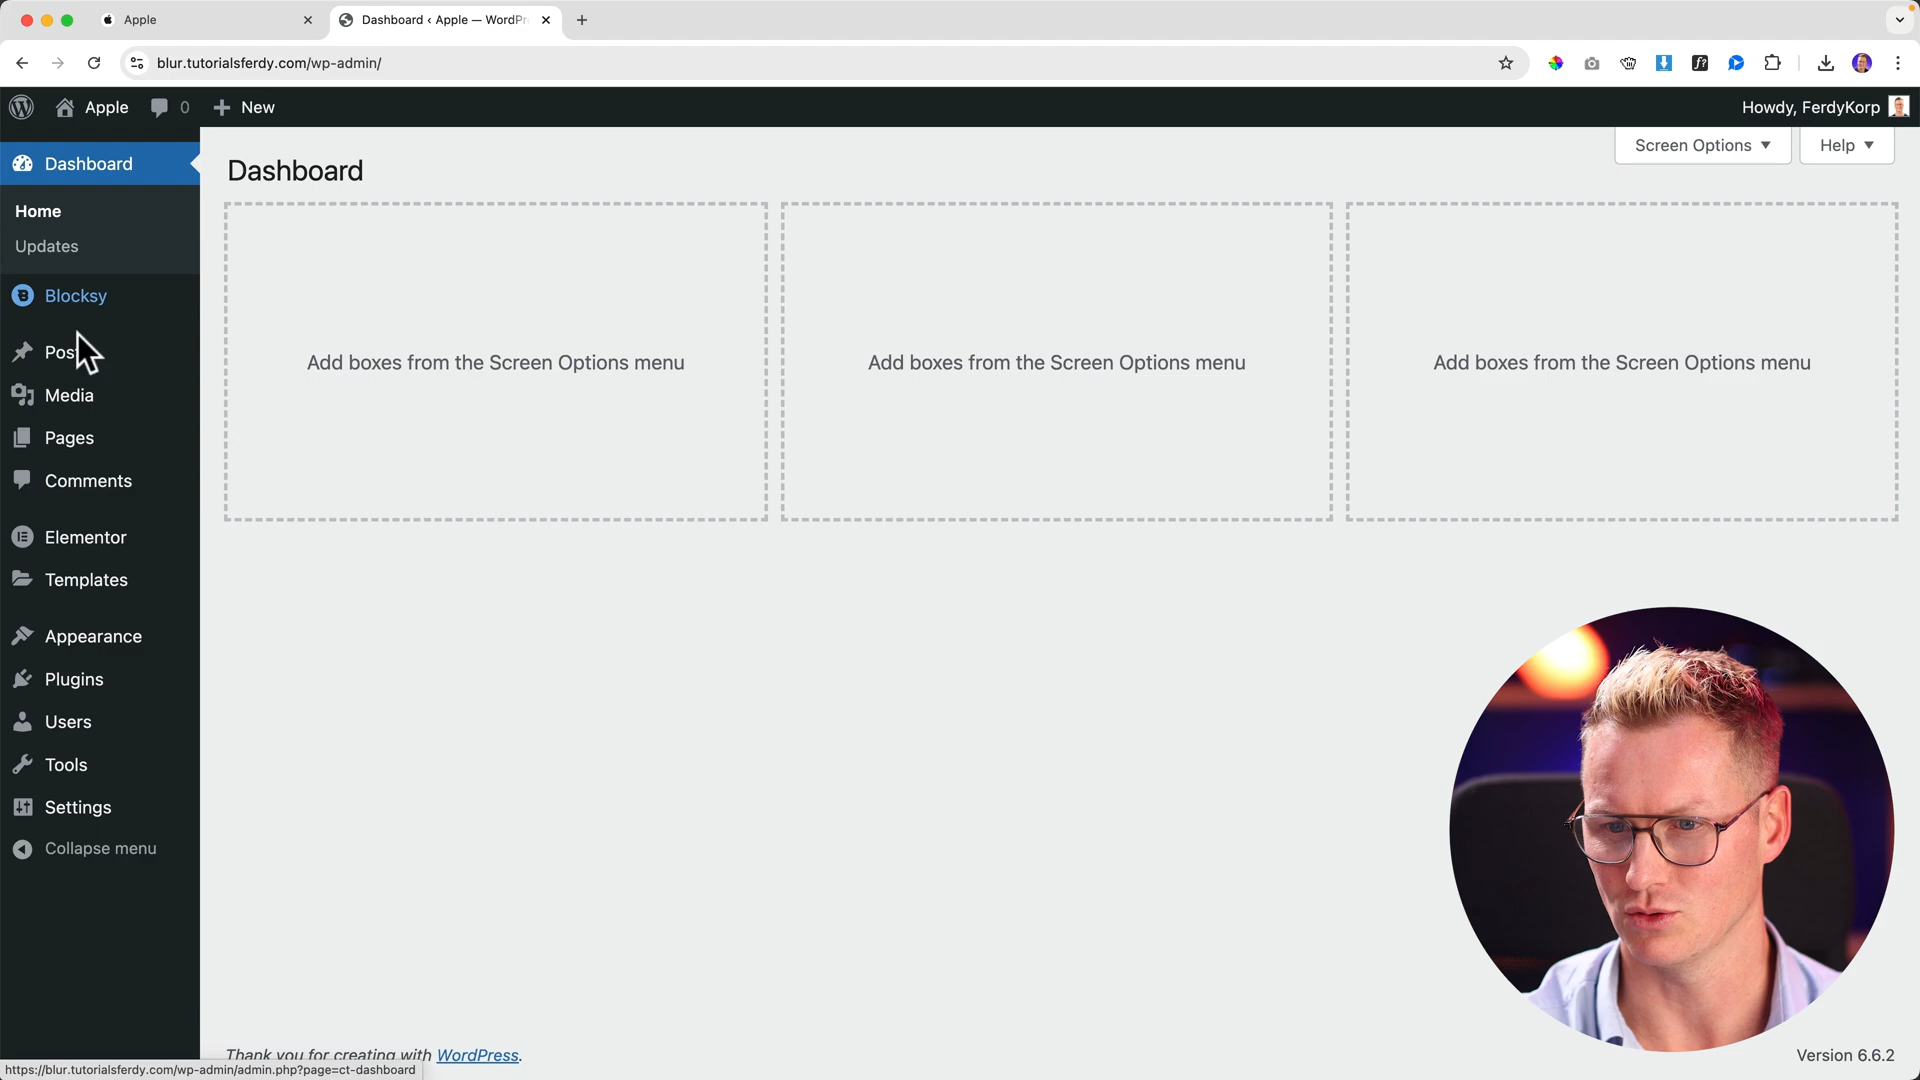 Apple
Dashboard ‹ Apple — WordPr
blur.tutorialsferdy.com/wp-admin/
Apple
0
New
Howdy, FerdyKorp
Dashboard
Home
Updates
Blocksy
Media
Pages
Comments
Elementor
Templates
Appearance
Plugins
Users
Tools
Settings
Collapse menu
Dashboard
Screen Options
Help
Add boxes from the Screen Options menu
Add boxes from the Screen Options menu
Add boxes from the Screen Options menu
Thank you for creating with WordPress.
Version 6.6.2
https://blur.tutorialsferdy.com/wp-admin/admin.php?page=ct-dashboard